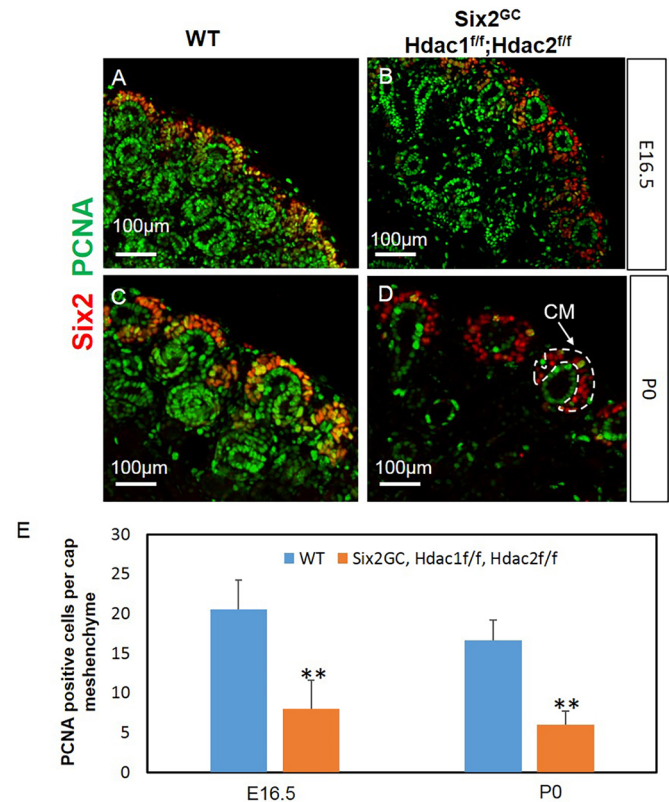 WT
Six2GC
Hdac1f/f;Hdac2f/f
A
B
E16.5
100µm
100µm
Six2 PCNA
C
D
CM
P0
100µm
100µm
E
PCNA positive cells per cap
meshenchyme
30
25
20
15
10
5
0
WT
Six2GC, Hdac1f/f, Hdac2f/f
**
**
E16.5
P0